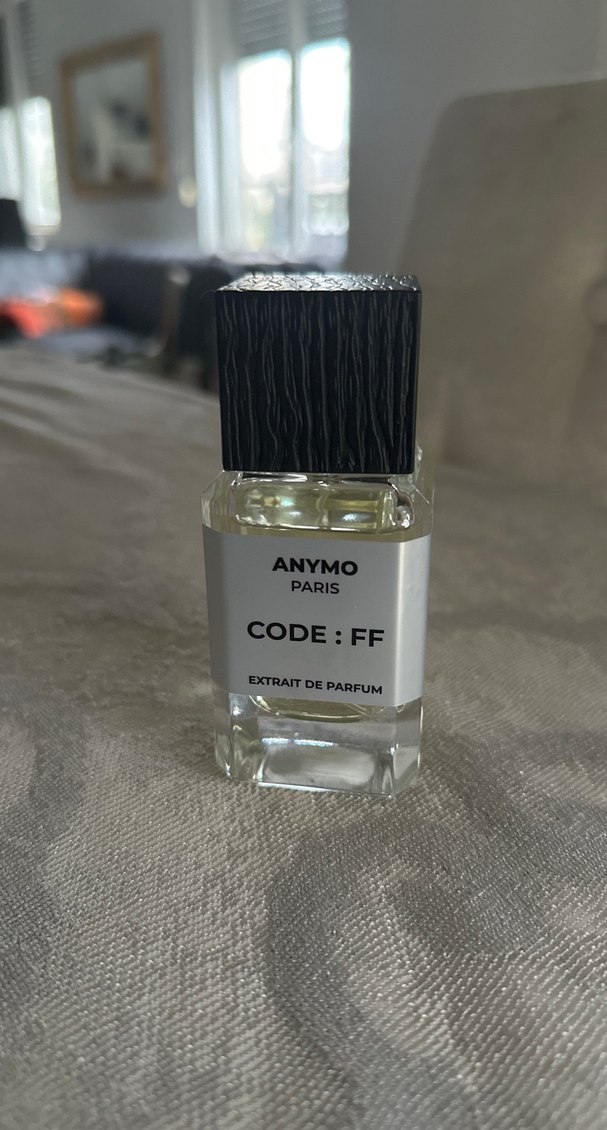 ANYMO
PARIS
CODE : FF
EXTRAIT DE PARFUM